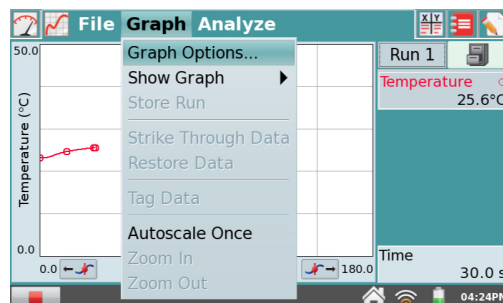 File Graph Analyze
X Y
50.0
Temperature (°C)
0.0
0.0
180.0
Graph Options...
Show Graph
Store Run
Strike Through Data
Restore Data
Tag Data
Autoscale Once
Zoom In
Zoom Out
Run 1
Temperature
25.6°C
Time
30.0 s
04:24PM